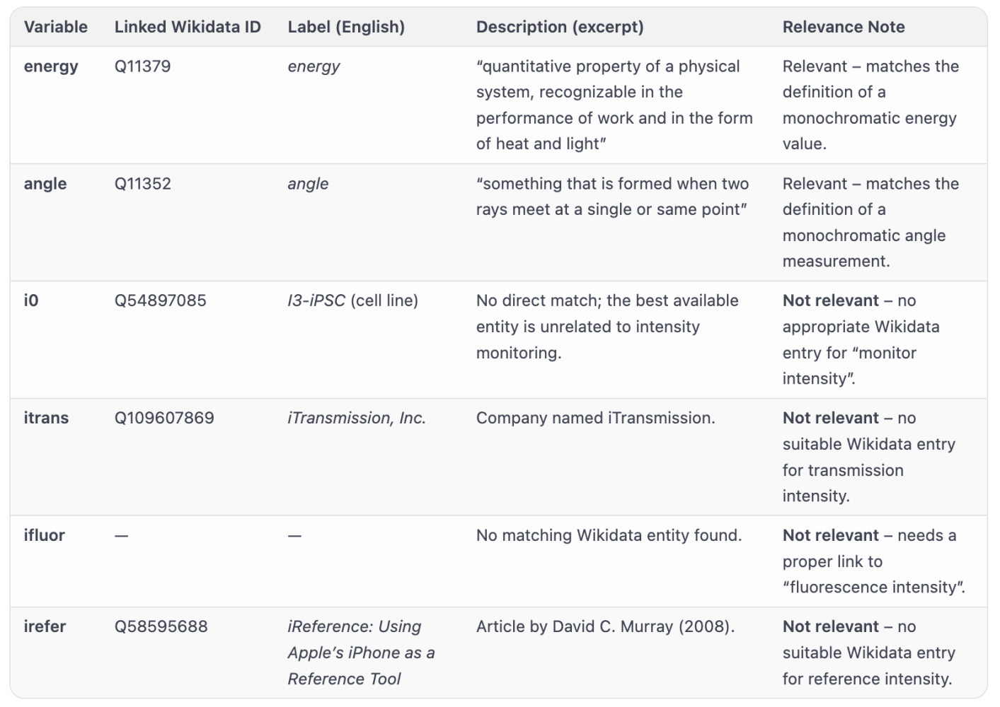 Variable Linked Wikidata ID Label (English) Description (excerpt) Relevance Note
energy Q11379 energy “quantitative property of a physical Relevant – matches the
system, recognizable in the definition of a
performance of work and in the form monochromatic energy
of heat and light” value.
angle Q11352 angle “something that is formed when two Relevant – matches the
rays meet at a single or same point” definition of a
monochromatic angle
measurement.
i0 Q54897085 I3-iPSC (cell line) No direct match; the best available Not relevant – no
entity is unrelated to intensity appropriate Wikidata
monitoring. entry for “monitor
intensity”.
itrans Q109607869 iTransmission, Inc. Company named iTransmission. Not relevant – no
suitable Wikidata entry
for transmission
intensity.
ifluor — — No matching Wikidata entity found. Not relevant – needs a
proper link to
“fluorescence intensity”.
irefer Q58595688 iReference: Using Article by David C. Murray (2008). Not relevant – no
Apple’s iPhone as a suitable Wikidata entry
Reference Tool for reference intensity.